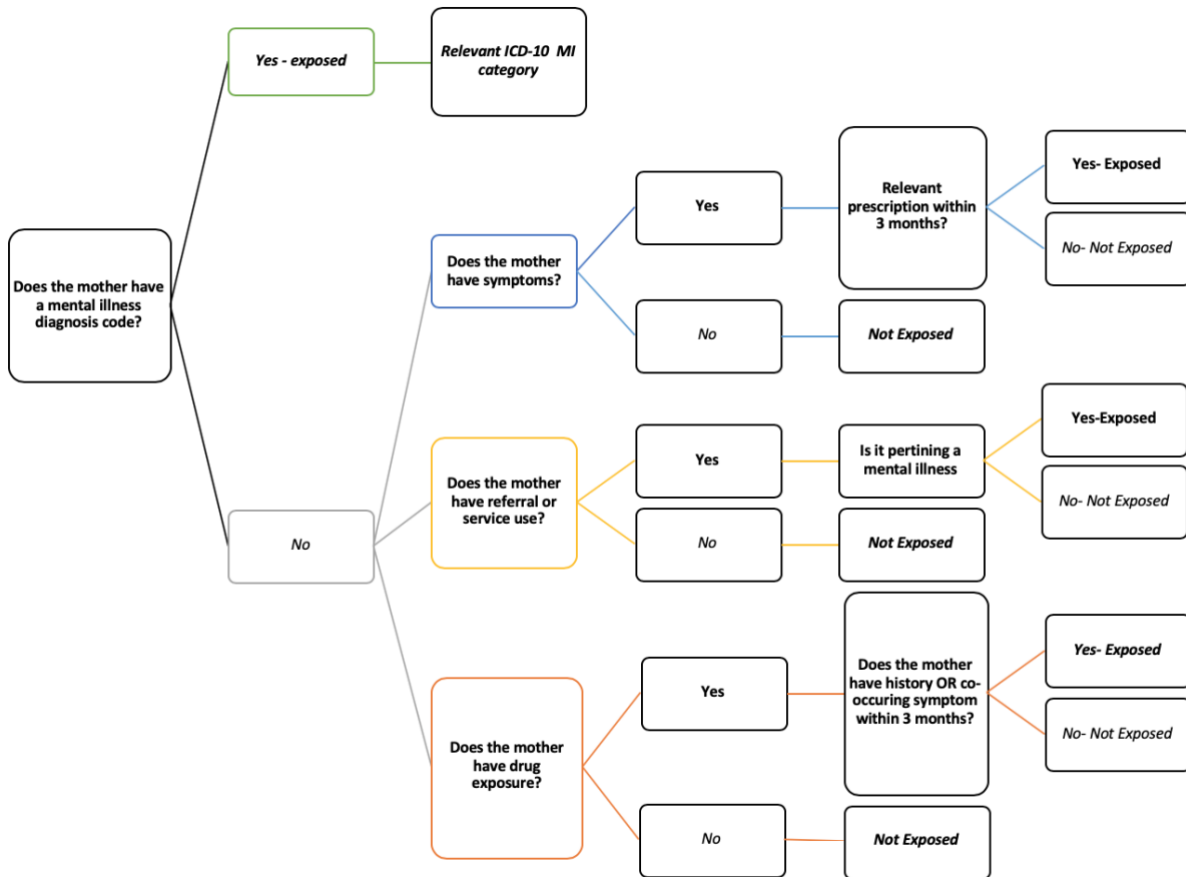 Yes - exposed
Relevant ICD-10 MI
category
Does the mother have
a mental illness
diagnosis code?
No
Does the mother
have symptoms?
Yes
Relevant
prescription within
3 months?
Yes- Exposed
No- Not Exposed
No
Not Exposed
Does the mother
have referral or
service use?
Yes
Is it pertining a
mental illness
Yes-Exposed
No- Not Exposed
No
Not Exposed
Does the mother
have drug
exposure?
Yes
Does the mother
have history OR co-
occuring symptom
within 3 months?
Yes- Exposed
No- Not Exposed
No
Not Exposed